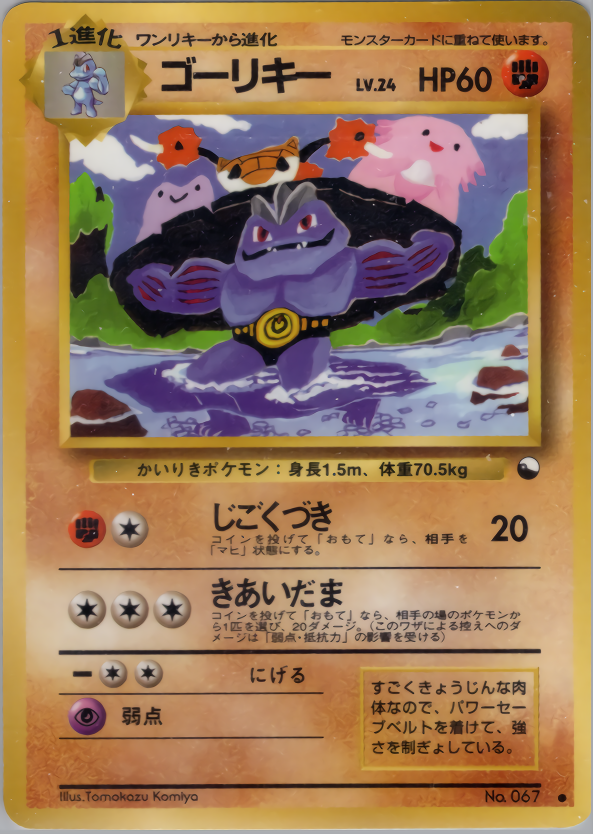 1進化 ワンリキーから進化 モンスターカードに重ねて使います。
ゴーリキー LV.24 HP60
かいりきポケモン：身長1.5m、体重70.5kg
じごくづき 20
コインを投げて「おもて」なら、相手を
「マヒ」状態にする。
きあいだま
コインを投げて「おもて」なら、相手の場のポケモンか
ら1匹を選び、20ダメージ。（このワザによる控えへのダ
メージは「弱点・抵抗力」の影響を受ける）
ー にげる
弱点
すごくきょうじんな肉
体なので、パワーセー
ブベルトを着けて、強
さを制ぎょしている。
Illus.Tomokazu Komiya No. 067